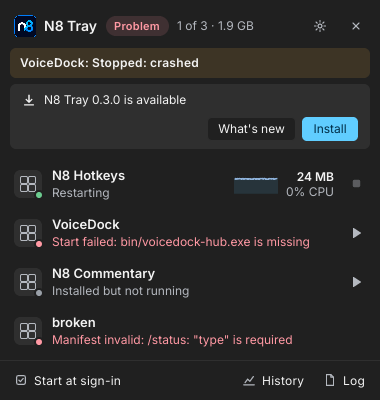 n8 N8 Tray Problem 1 of 3 · 1.9 GB
VoiceDock: Stopped: crashed
N8 Tray 0.3.0 is available
What's new Install
N8 Hotkeys 24 MB
Restarting 0% CPU
VoiceDock
Start failed: bin/voicedock-hub.exe is missing
N8 Commentary
Installed but not running
broken
Manifest invalid: /status: "type" is required
Start at sign-in History Log